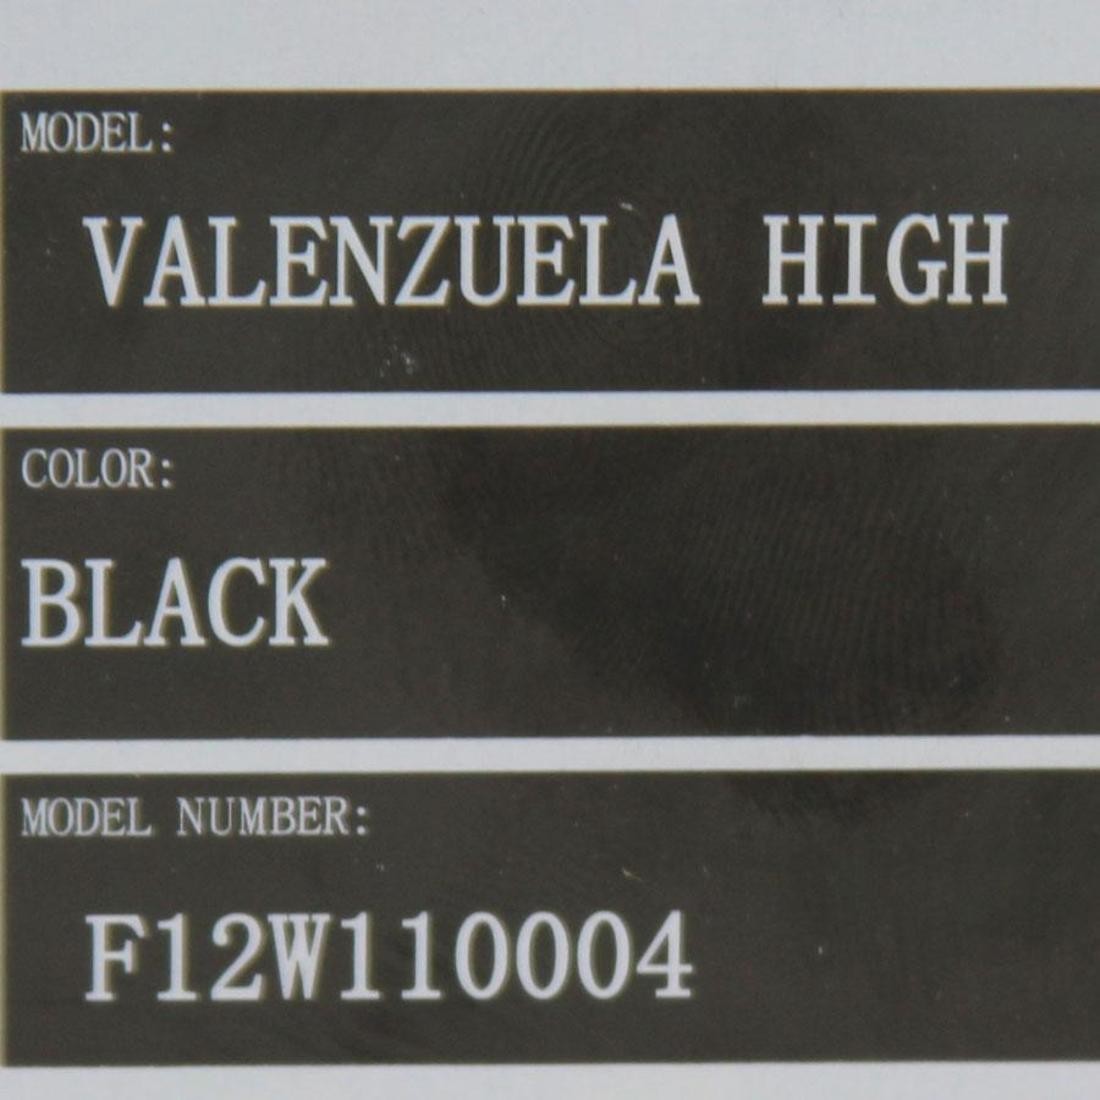 MODEL:
VALENZUELA HIGH
COLOR:
BLACK
MODEL NUMBER:
F12W110004